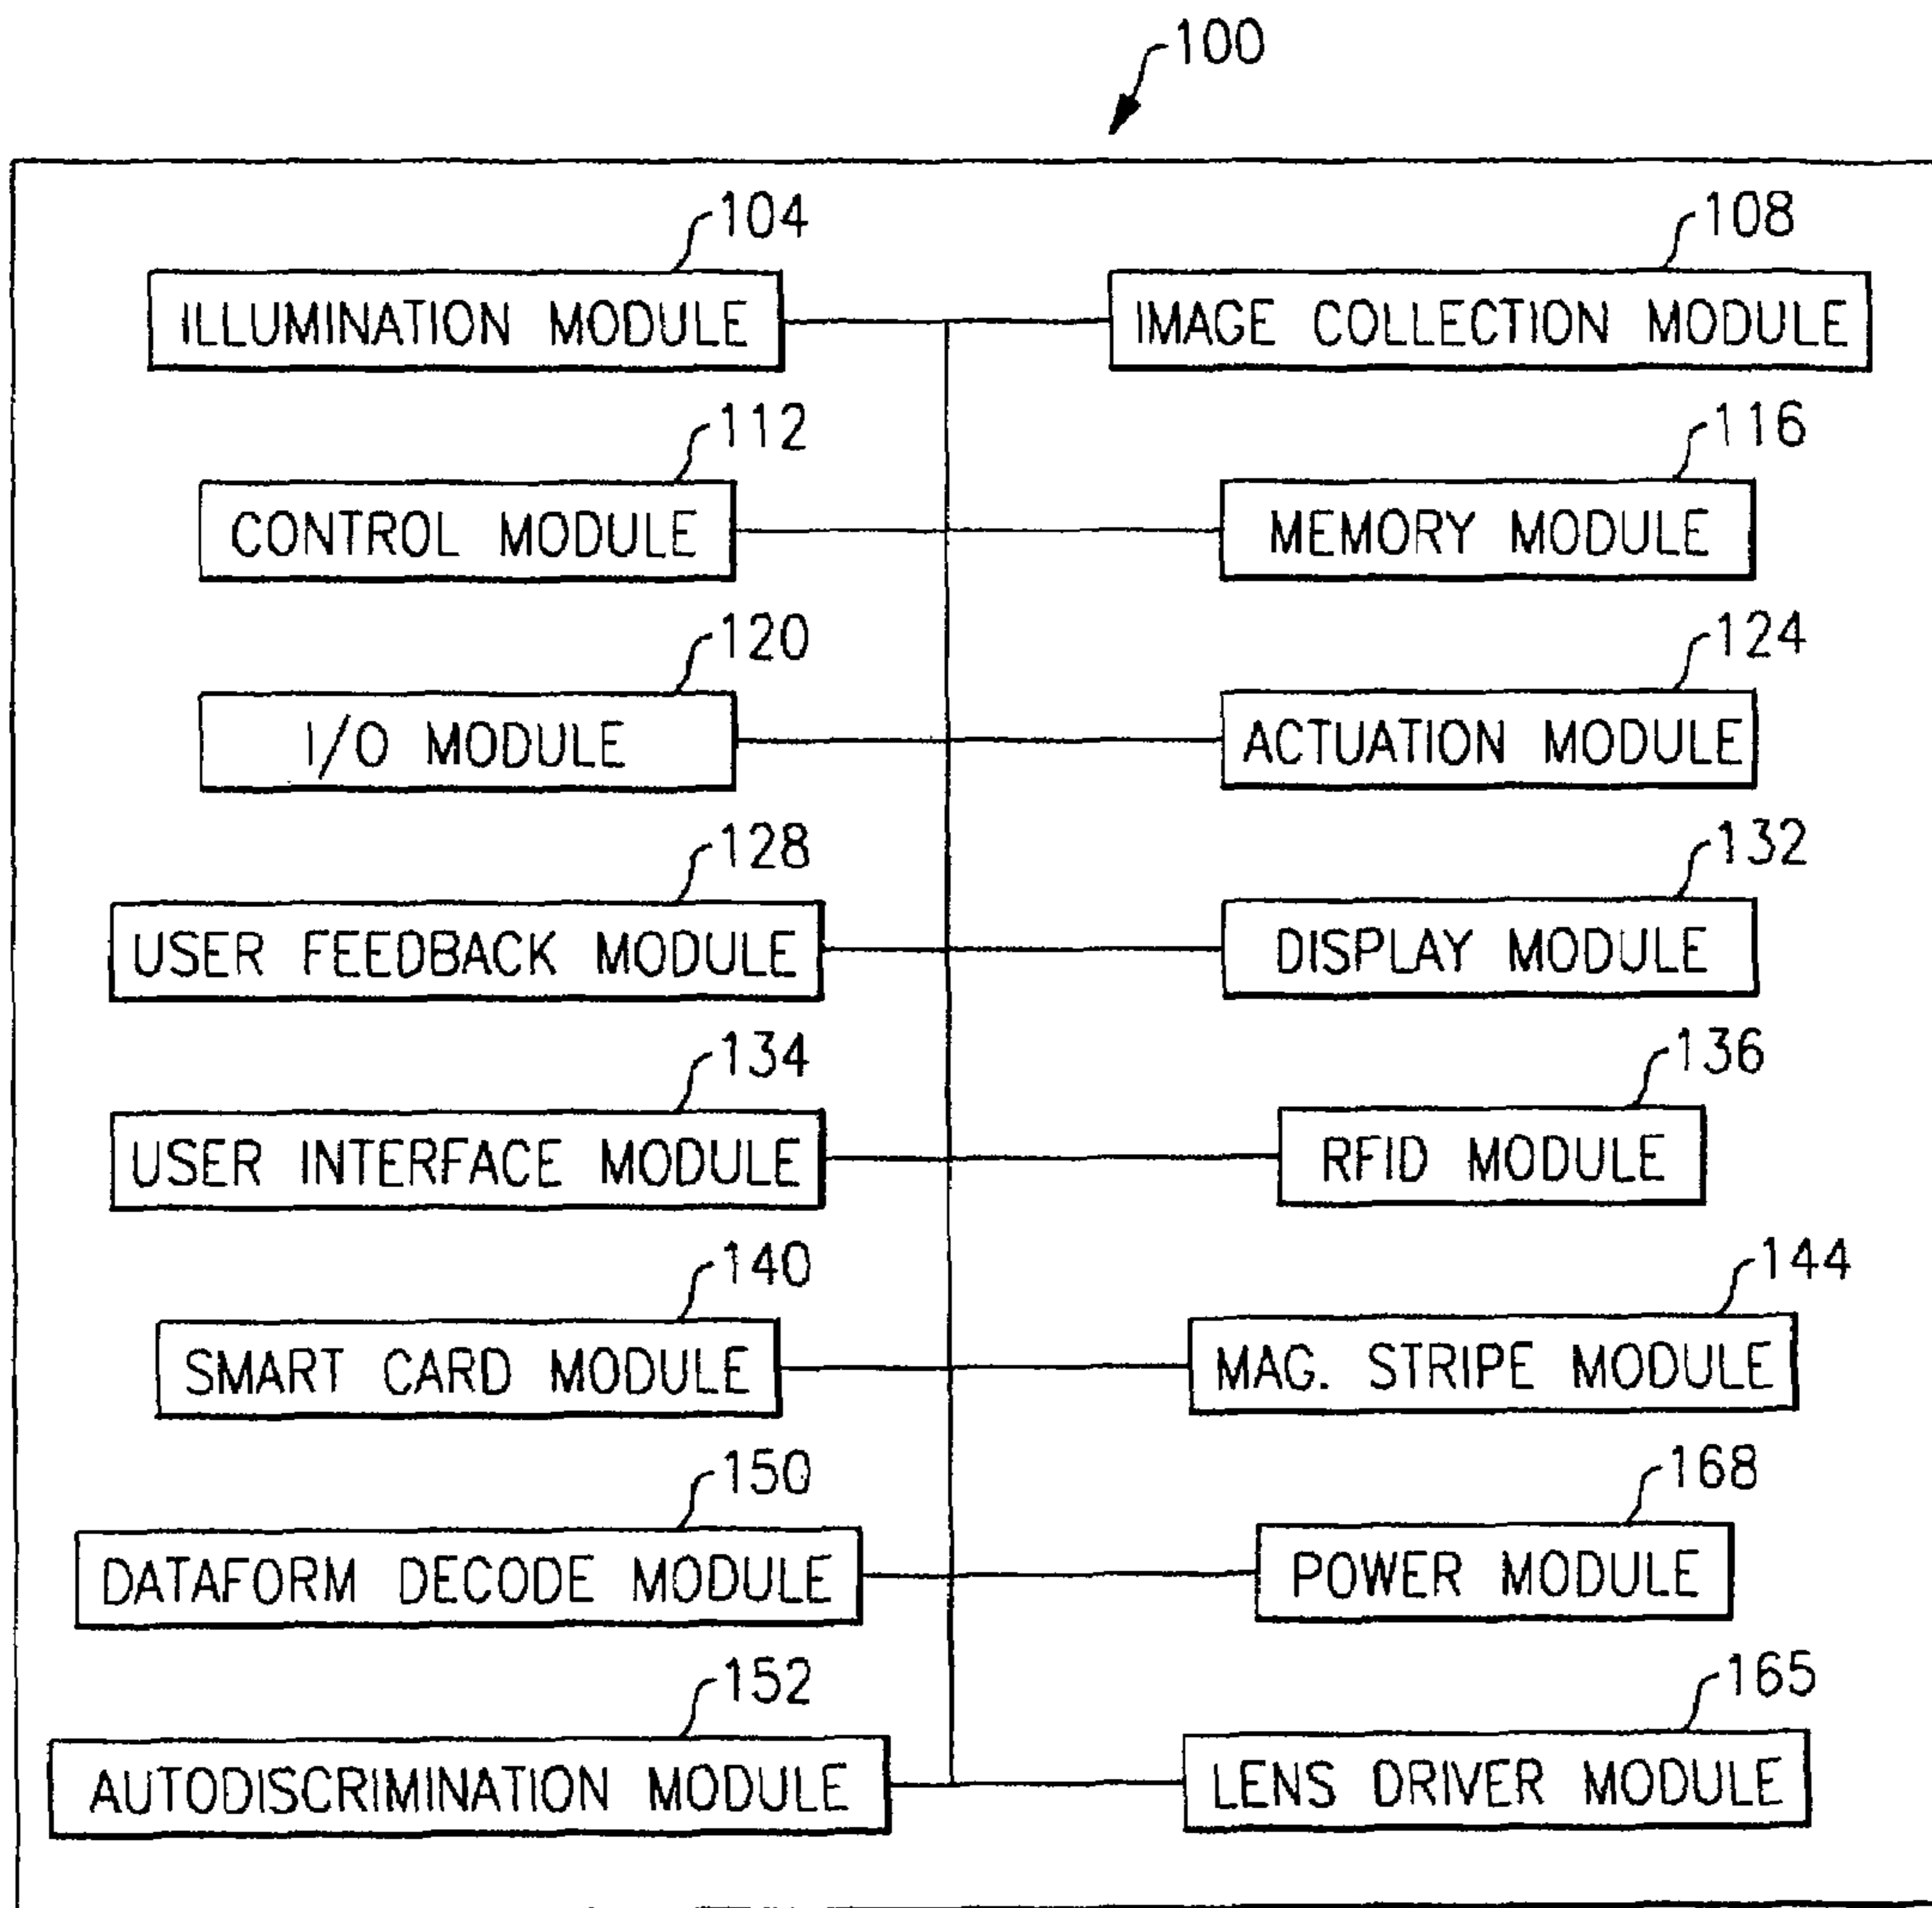 100
104
108
ILLUMINATION MODULE
IMAGE COLLECTION MODULE
112
116
CONTROL MODULE
MEMORY MODULE
120
124
I/O MODULE
ACTUATION MODULE
128
132
USER FEEDBACK MODULE
DISPLAY MODULE
134
136
USER INTERFACE MODULE
RFID MODULE
140
144
SMART CARD MODULE
MAG. STRIPE MODULE
150
168
DATAFORM DECODE MODULE
POWER MODULE
152
165
AUTODISCRIMINATION MODULE
LENS DRIVER MODULE